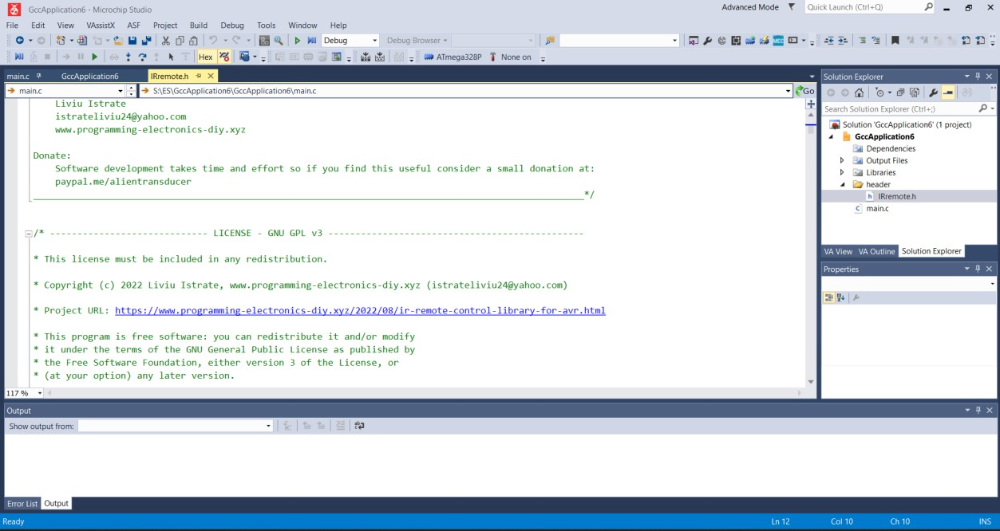 GccApplication6 - Microchip Studio
Advanced Mode
Quick Launch (Ctrl+Q)
File Edit View VAssistX ASF Project Build Debug Tools Window Help
Debug
Debug Browser
Hex
ATmega328P
None on
main.c
GccApplication6
IRremote.h
main.c
S:\ES\GccApplication6\GccApplication6\main.c
Go
Liviu Istrate
istrateliviu24@yahoo.com
www.programming-electronics-diy.xyz
Donate:
Software development takes time and effort so if you find this useful consider a small donation at:
paypal.me/alientransducer
____________________________________________________________________________________________________*/
/* ----------------------------- LICENSE - GNU GPL v3 -----------------------------------------------
* This license must be included in any redistribution.
* Copyright (c) 2022 Liviu Istrate, www.programming-electronics-diy.xyz (istrateliviu24@yahoo.com)
* Project URL: https://www.programming-electronics-diy.xyz/2022/08/ir-remote-control-library-for-avr.html
* This program is free software: you can redistribute it and/or modify
* it under the terms of the GNU General Public License as published by
* the Free Software Foundation, either version 3 of the License, or
* (at your option) any later version.
117 %
Solution Explorer
Search Solution Explorer (Ctrl+;)
Solution 'GccApplication6' (1 project)
GccApplication6
Dependencies
Output Files
Libraries
header
h IRremote.h
c main.c
VA View VA Outline Solution Explorer
Properties
Output
Show output from:
Error List Output
Ready
Ln 12 Col 10 Ch 10 INS